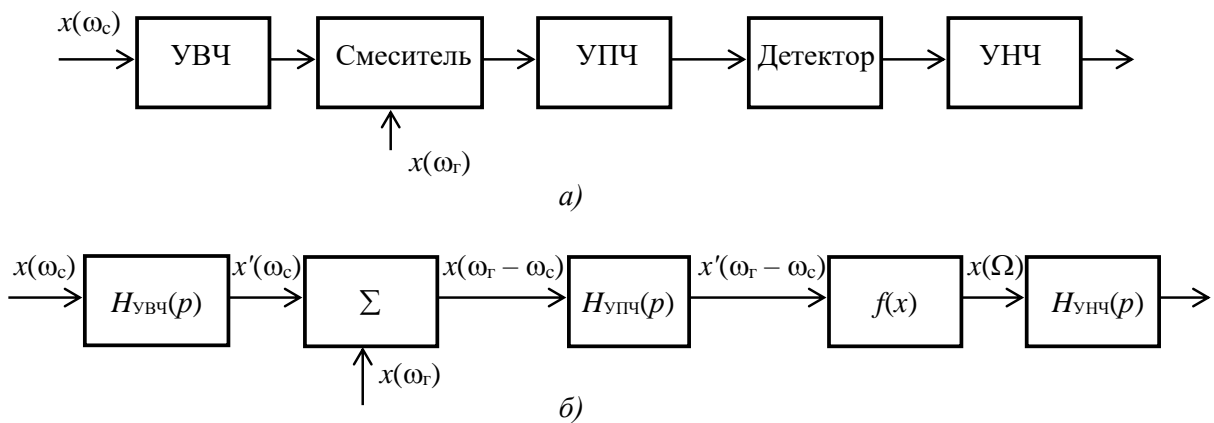 x(ωс)
УВЧ Смеситель УПЧ Детектор УНЧ
x(ωг)
а)
x(ωс) x'(ωс) x(ωг – ωс) x'(ωг – ωс) x(Ω)
HУВЧ(p) Σ HУПЧ(p) f(x) HУНЧ(p)
x(ωг)
б)